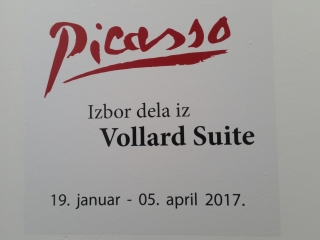 Picasso
Izbor dela iz
Vollard Suite
19. januar - 05. april 2017.